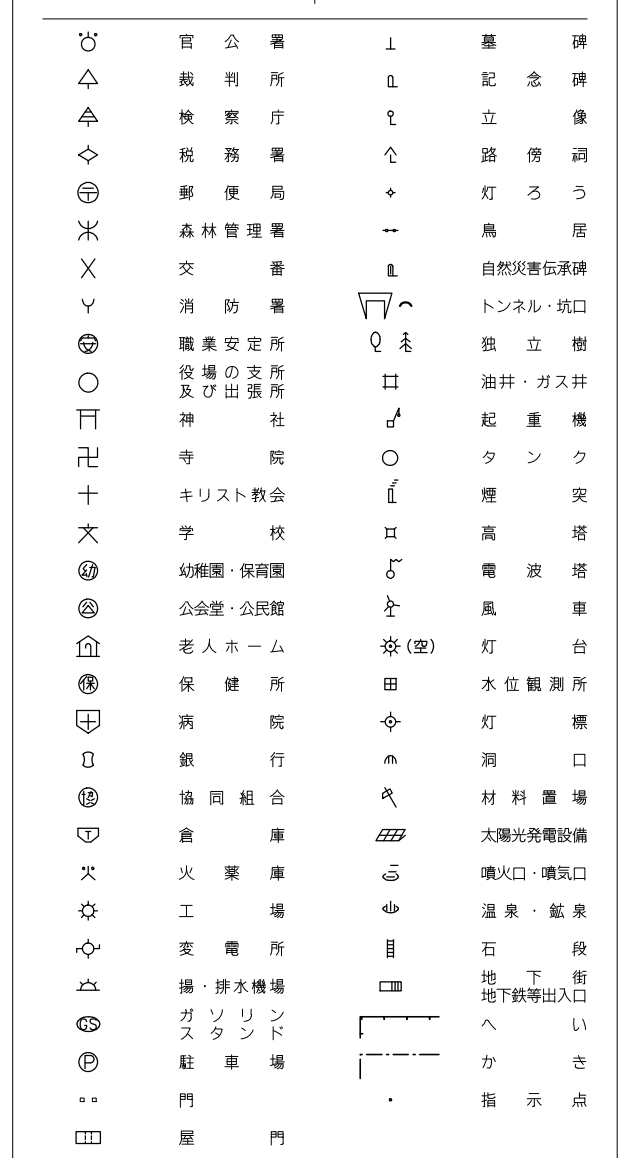 官公署
裁判所
検察庁
税務署
郵便局
森林管理署
交番
消防署
職業安定所
役場の支所
及び出張所
神社
寺院
キリスト教会
学校
幼 幼稚園・保育園
公 公会堂・公民館
老人ホーム
保 保健所
病院
銀行
協 協同組合
T 倉庫
火薬庫
工場
変電所
揚・排水機場
GS ガソリン
スタンド
P 駐車場
門
屋門
墓碑
記念碑
立像
路傍祠
灯ろう
鳥居
自然災害伝承碑
トンネル・坑口
独立樹
油井・ガス井
起重機
タンク
煙突
高塔
電波塔
風車
(空) 灯台
水位観測所
灯標
洞口
材料置場
太陽光発電設備
噴火口・噴気口
温泉・鉱泉
石段
地下街
地下鉄等出入口
へい
かき
指示点